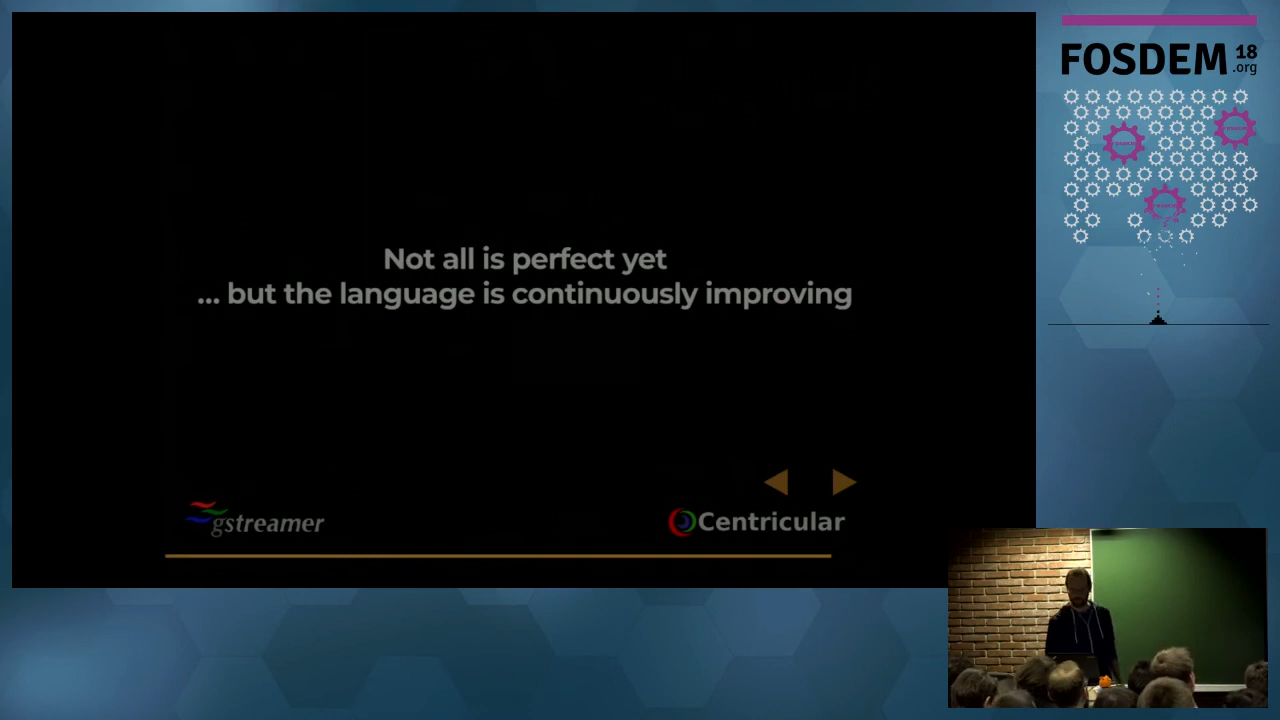 FOSDEM 18
.org
Not all is perfect yet
... but the language is continuously improving
gstreamer
Centricular